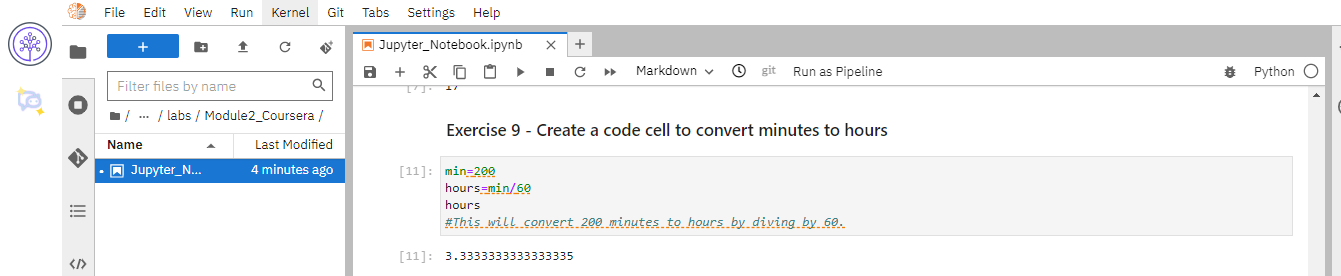 File Edit View Run Kernel Git Tabs Settings Help
Jupyter_Notebook.ipynb
Filter files by name
Markdown git Run as Pipeline Python
/ ... / labs / Module2_Coursera /
Name Last Modified
Jupyter_N... 4 minutes ago
[7]: 17
Exercise 9 - Create a code cell to convert minutes to hours
[11]: min=200
hours=min/60
hours
#This will convert 200 minutes to hours by diving by 60.
[11]: 3.3333333333333335